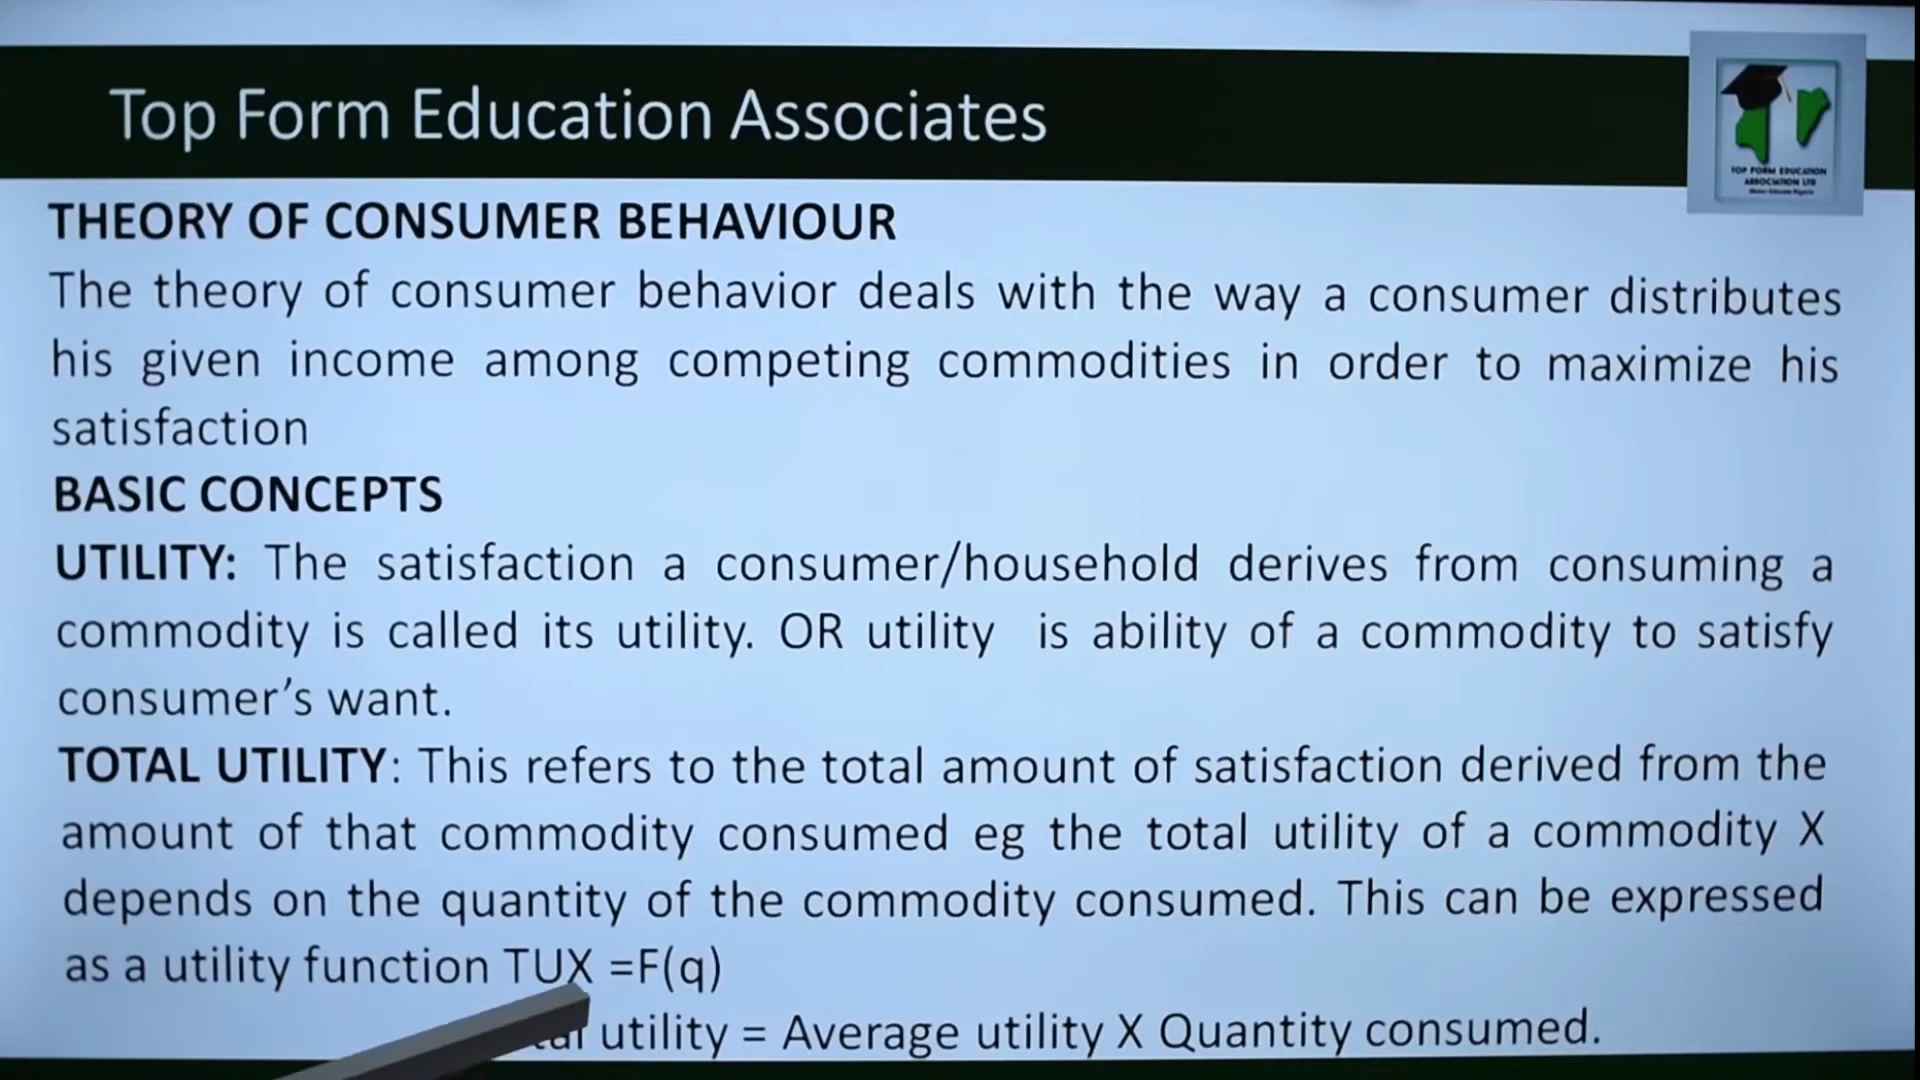 Top Form Education Associates
TOP FORM EDUCATION
ASSOCIATION LTD
THEORY OF CONSUMER BEHAVIOUR
The theory of consumer behavior deals with the way a consumer distributes
his given income among competing commodities in order to maximize his
satisfaction
BASIC CONCEPTS
UTILITY: The satisfaction a consumer/household derives from consuming a
commodity is called its utility. OR utility is ability of a commodity to satisfy
consumer's want.
TOTAL UTILITY: This refers to the total amount of satisfaction derived from the
amount of that commodity consumed eg the total utility of a commodity X
depends on the quantity of the commodity consumed. This can be expressed
as a utility function TUX =F(q)
utility = Average utility X Quantity consumed.